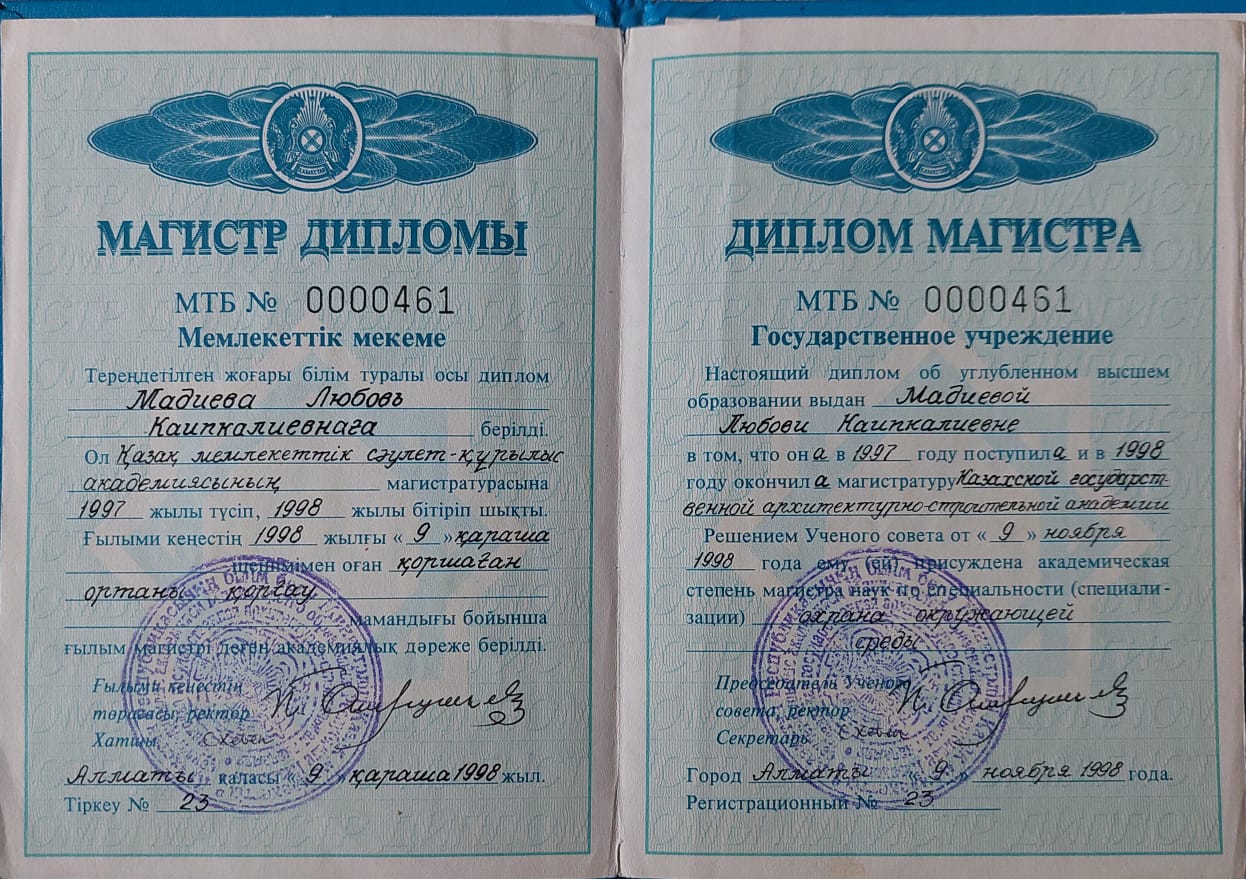 МАГИСТР ДИПЛОМЫ
МТБ № 0000461
Мемлекеттік мекеме
Тереңдетілген жоғары білім туралы осы диплом
Мадиева Любовь
Каипкалиевнаға берілді.
Ол Қазақ мемлекеттік сәулет-құрылыс
академиясының магистратурасына
1997 жылы түсіп, 1998 жылы бітіріп шықты.
Ғылыми кеңестің 1998 жылғы « 9 » қараша
шешімімен оған қоршаған
ортаны қорғау
мамандығы бойынша
ғылым магистрі деген академиялық дәреже берілді.
Ғылыми кеңестің
төрағасы, ректор
Хатшы
Алматы қаласы « 9 » қараша 1998 жыл.
Тіркеу № 23
ДИПЛОМ МАГИСТРА
МТБ № 0000461
Государственное учреждение
Настоящий диплом об углубленном высшем
образовании выдан Мадиевой
Любови Каипкалиевне
в том, что она в 1997 году поступила и в 1998
году окончила магистратуру Казахской государст-
венной архитектурно-строительной академии
Решением Ученого совета от « 9 » ноября
1998 года ему (ей) присуждена академическая
степень магистра наук по специальности (специали-
зации) охрана окружающей
среды
Председатель Ученого
совета, ректор
Секретарь
Город Алматы « 9 » ноября 1998 года.
Регистрационный № 23